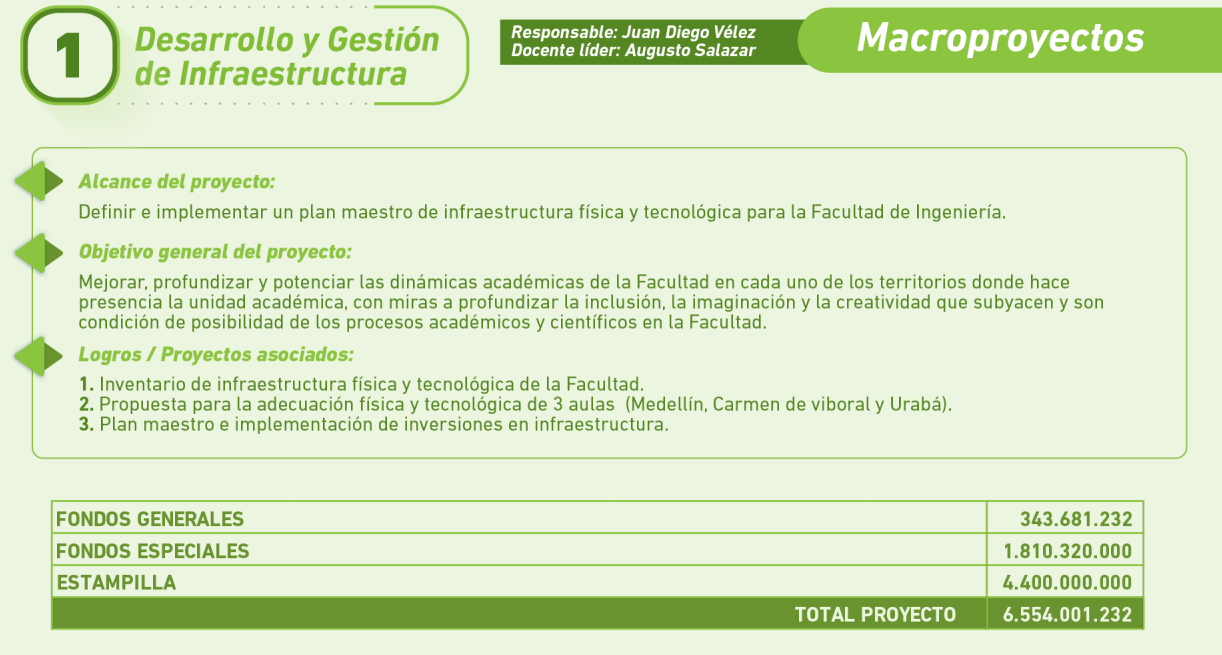 1
Desarrollo y Gestión
de Infraestructura
Responsable: Juan Diego Vélez
Docente líder: Augusto Salazar
Macroproyectos
Alcance del proyecto:
Definir e implementar un plan maestro de infraestructura física y tecnológica para la Facultad de Ingeniería.
Objetivo general del proyecto:
Mejorar, profundizar y potenciar las dinámicas académicas de la Facultad en cada uno de los territorios donde hace
presencia la unidad académica, con miras a profundizar la inclusión, la imaginación y la creatividad que subyacen y son
condición de posibilidad de los procesos académicos y científicos en la Facultad.
Logros / Proyectos asociados:
1. Inventario de infraestructura física y tecnológica de la Facultad.
2. Propuesta para la adecuación física y tecnológica de 3 aulas (Medellín, Carmen de viboral y Urabá).
3. Plan maestro e implementación de inversiones en infraestructura.
FONDOS GENERALES 343.681.232
FONDOS ESPECIALES 1.810.320.000
ESTAMPILLA 4.400.000.000
TOTAL PROYECTO 6.554.001.232